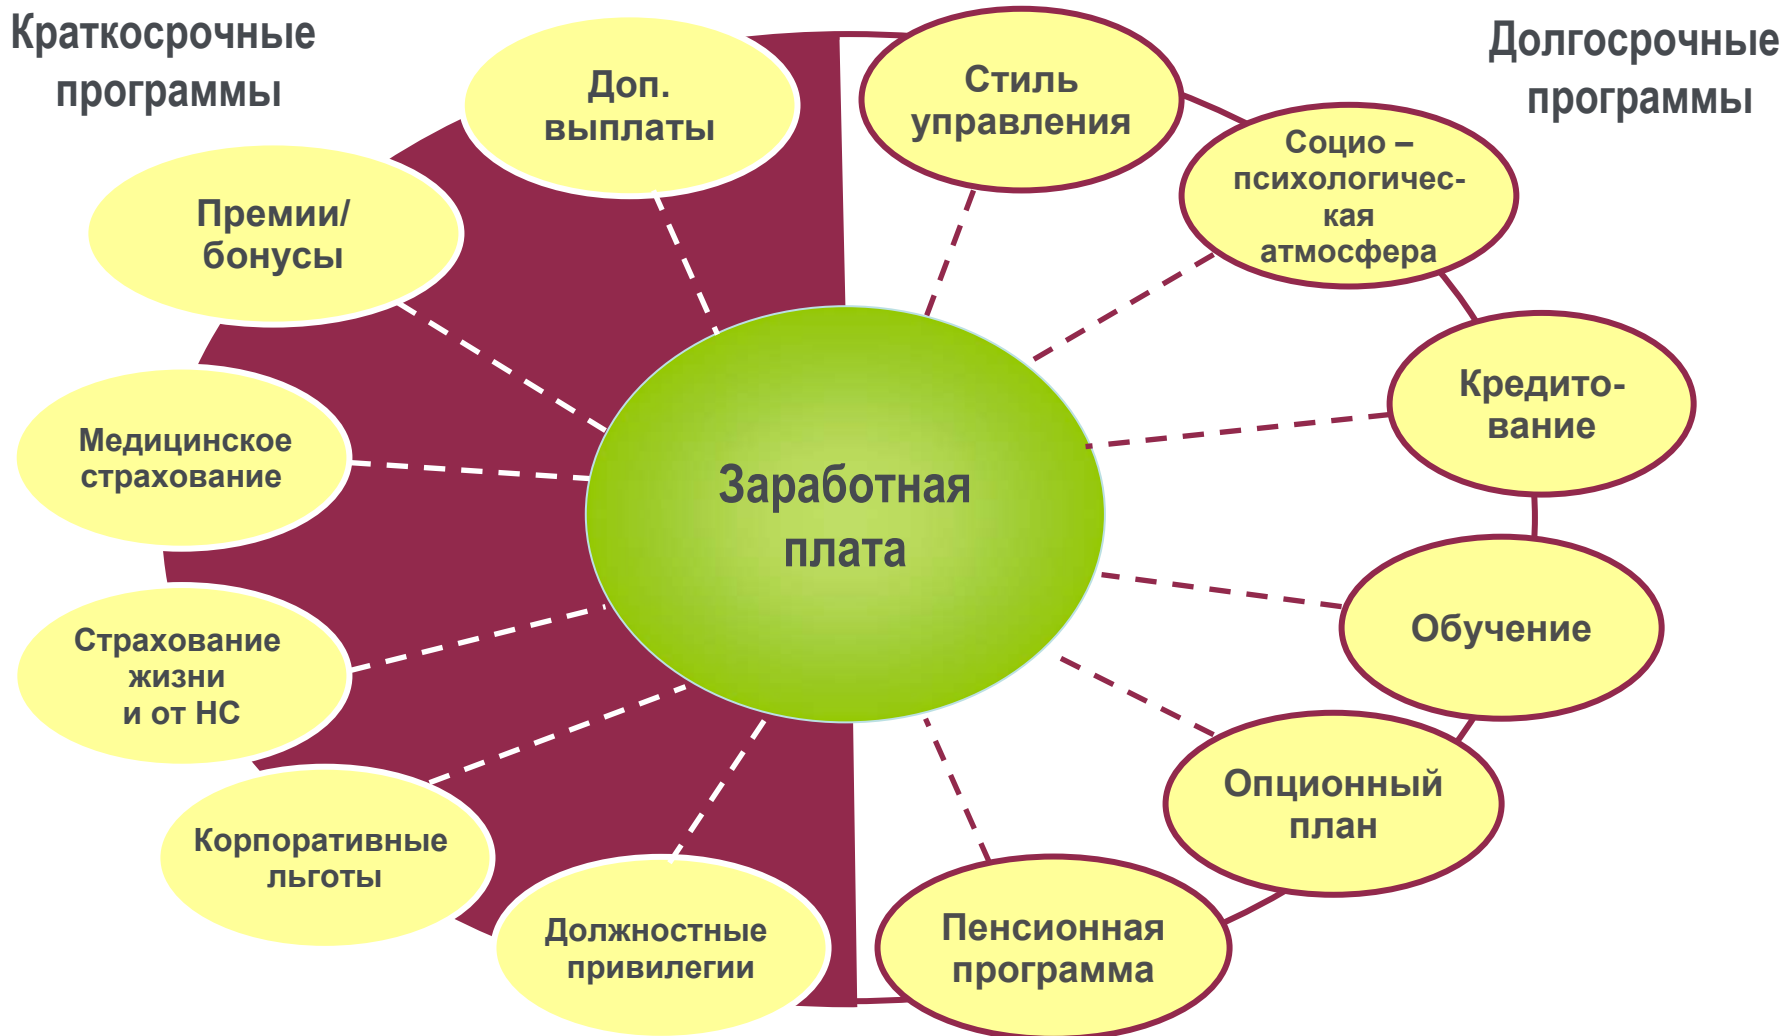 Краткосрочные
программы
Долгосрочные
программы
Доп.
выплаты
Стиль
управления
Социо –
психологичес-
кая
атмосфера
Премии/
бонусы
Кредито-
вание
Медицинское
страхование
Заработная
плата
Обучение
Страхование
жизни
и от НС
Опционный
план
Корпоративные
льготы
Должностные
привилегии
Пенсионная
программа